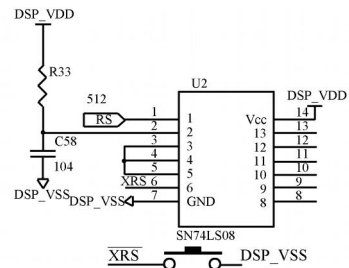 DSP_VDD
R33
U2
512
RS
DSP_VDD
1 1 Vcc 14
2 2 13 13
3 3 12 12
4 4 11 11
5 5 10 10
XRS 6 6 9 9
7 GND 8 8
C58
104
DSP_VSS
DSP_VSS
SN74LS08
XRS
DSP_VSS